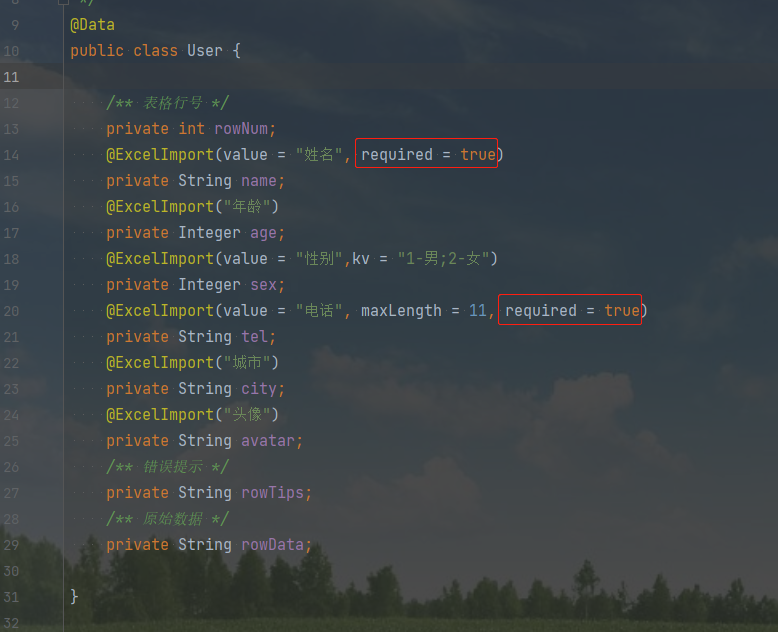 8 */
9 @Data
10 public class User {
11
12 /** 表格行号 */
13 private int rowNum;
14 @ExcelImport(value = "姓名", required = true)
15 private String name;
16 @ExcelImport("年龄")
17 private Integer age;
18 @ExcelImport(value = "性别",kv = "1-男;2-女")
19 private Integer sex;
20 @ExcelImport(value = "电话", maxLength = 11, required = true)
21 private String tel;
22 @ExcelImport("城市")
23 private String city;
24 @ExcelImport("头像")
25 private String avatar;
26 /** 错误提示 */
27 private String rowTips;
28 /** 原始数据 */
29 private String rowData;
30
31 }
32